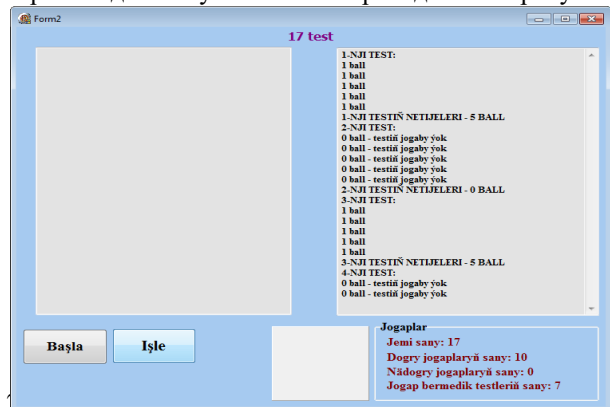 Form2
17 test
1-NJI TEST:
1 ball
1 ball
1 ball
1 ball
1 ball
1-NJI TESTIŇ NETIJELERI - 5 BALL
2-NJI TEST:
0 ball - testiň jogaby ýok
0 ball - testiň jogaby ýok
0 ball - testiň jogaby ýok
0 ball - testiň jogaby ýok
0 ball - testiň jogaby ýok
2-NJI TESTIŇ NETIJELERI - 0 BALL
3-NJI TEST:
1 ball
1 ball
1 ball
1 ball
1 ball
3-NJI TESTIŇ NETIJELERI - 5 BALL
4-NJI TEST:
0 ball - testiň jogaby ýok
0 ball - testiň jogaby ýok
Başla
Işle
Jogaplar
Jemi sany: 17
Dogry jogaplaryň sany: 10
Nädogry jogaplaryň sany: 0
Jogap bermedik testleriň sany: 7